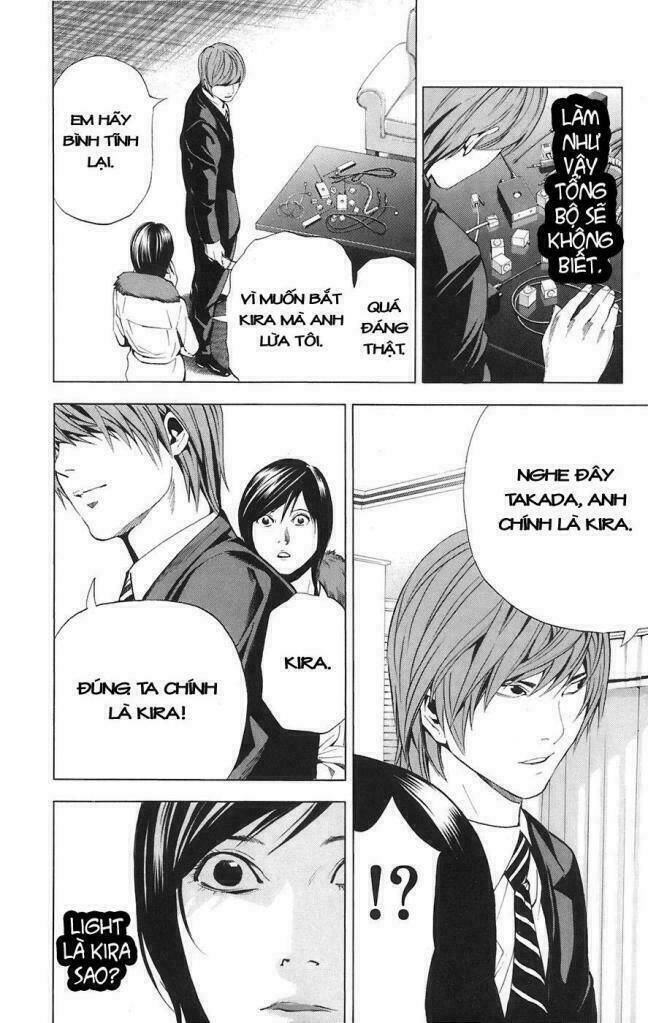 LÀM
NHƯ
VẬY
TỔNG
BỘ SẼ
KHÔNG
BIẾT.
QUÁ
ĐÁNG
THẬT.
VÌ MUỐN BẮT
KIRA MÀ ANH
LỪA TÔI.
EM HÃY
BÌNH TĨNH
LẠI.
NGHE ĐÂY
TAKADA, ANH
CHÍNH LÀ KIRA.
!?
KIRA.
ĐÚNG. TA CHÍNH
LÀ KIRA!
LIGHT
LÀ KIRA
SAO?